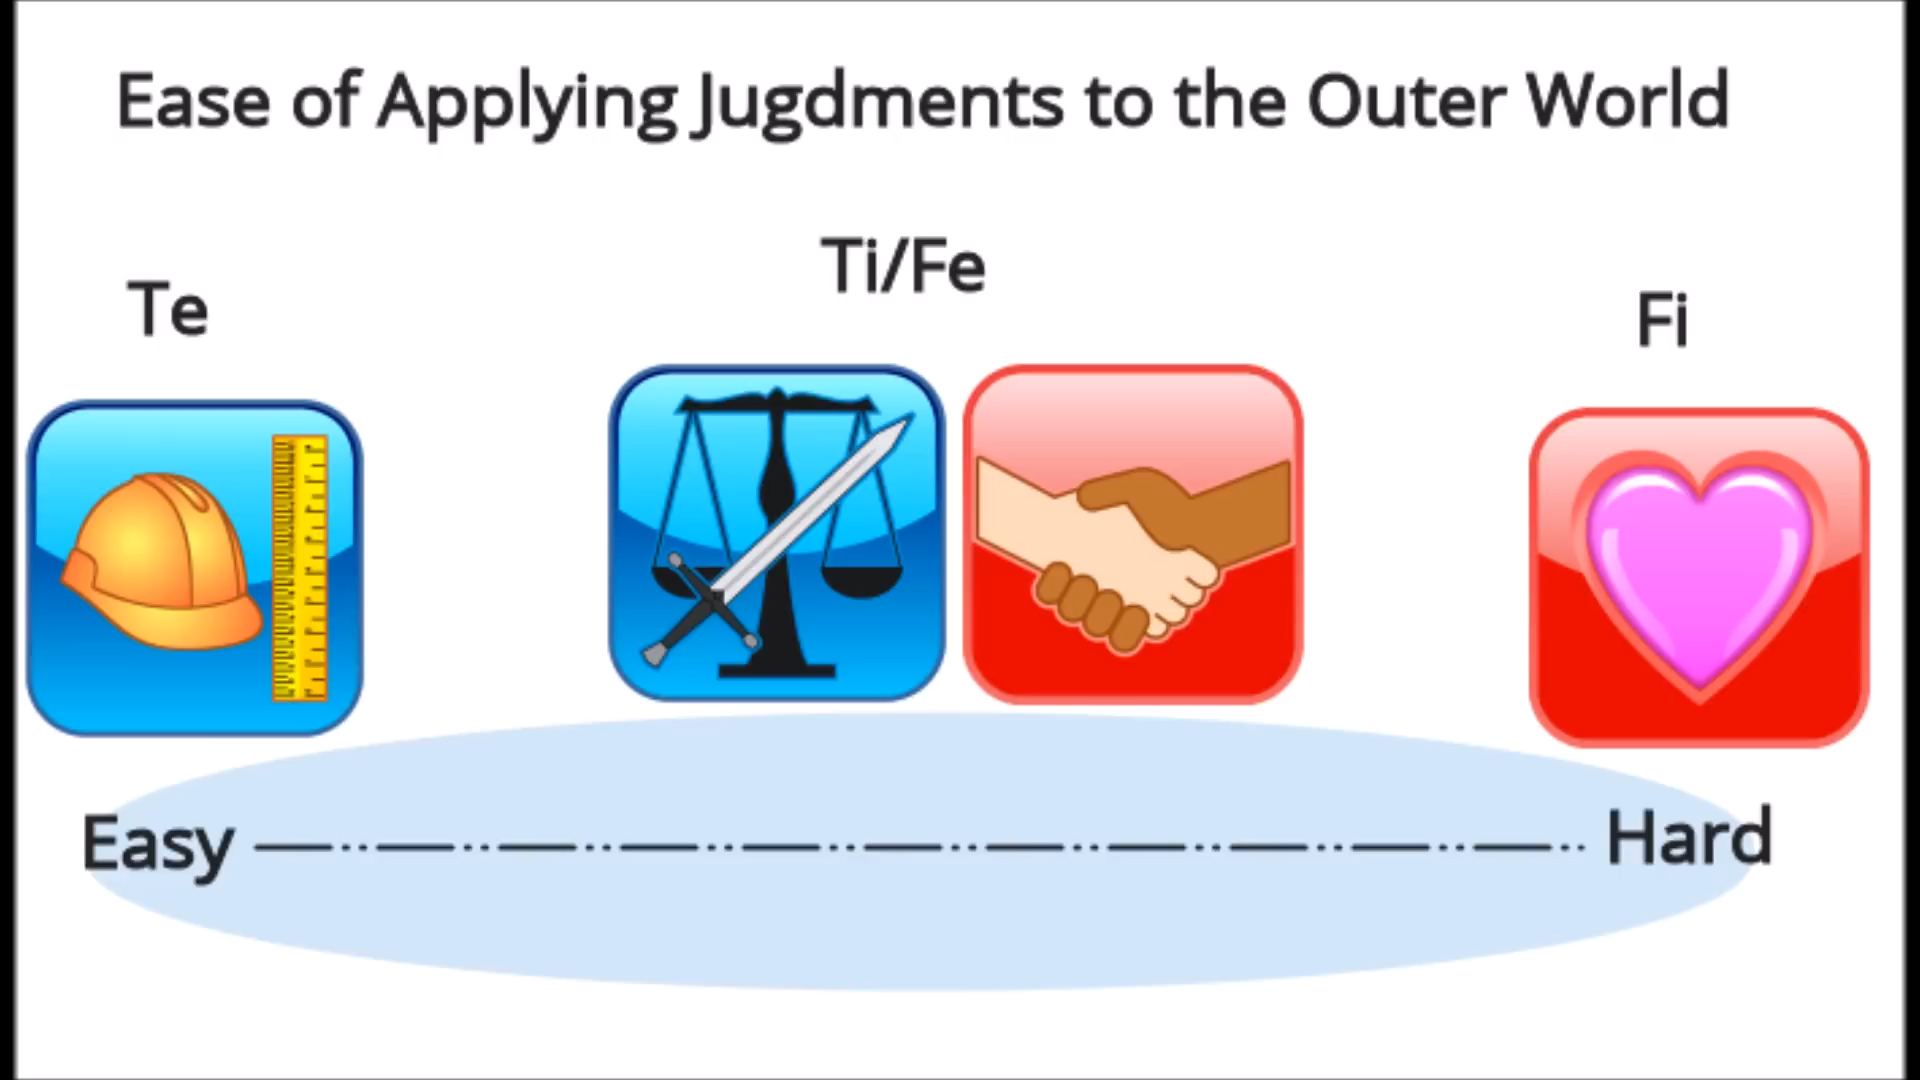 Ease of Applying Jugdments to the Outer World
Ti/Fe
Te
Fi
Easy
Hard